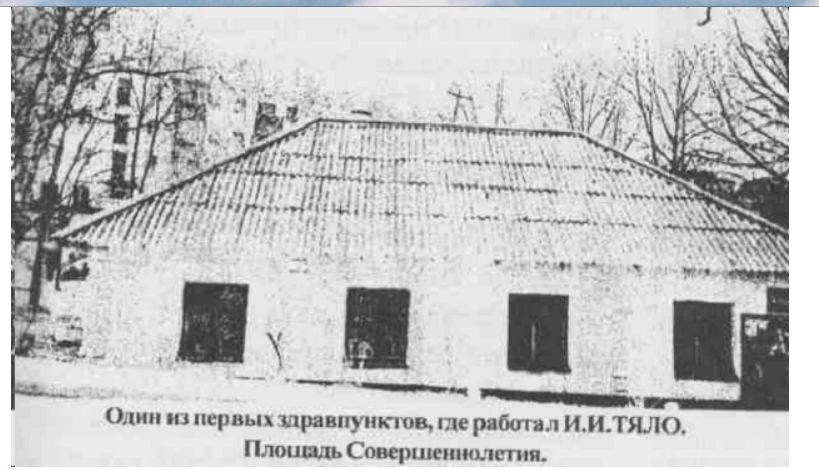 Один из первых здравпунктов, где работал И.И.ТЯЛО.
Площадь Совершеннолетия.